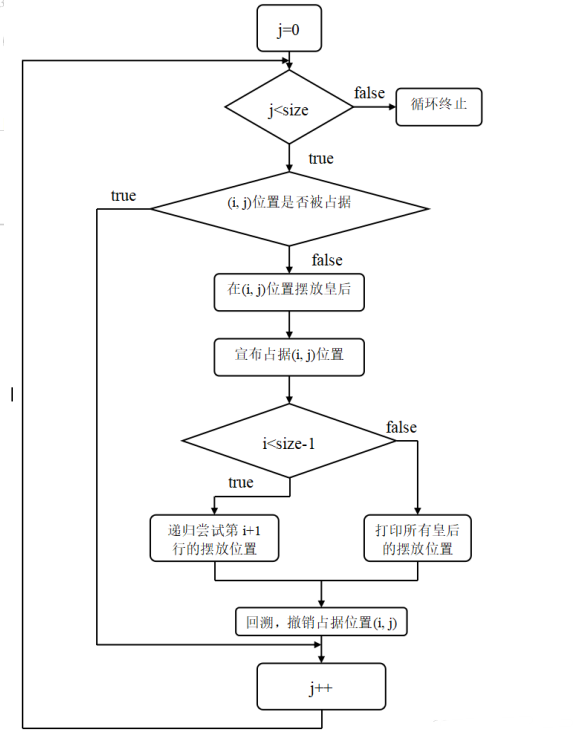 j=0
j<size
false
循环终止
true
true
(i, j)位置是否被占据
false
在(i, j)位置摆放皇后
宣布占据(i, j)位置
i<size-1
false
true
递归尝试第 i+1
行的摆放位置
打印所有皇后
的摆放位置
回溯，撤销占据位置(i, j)
j++